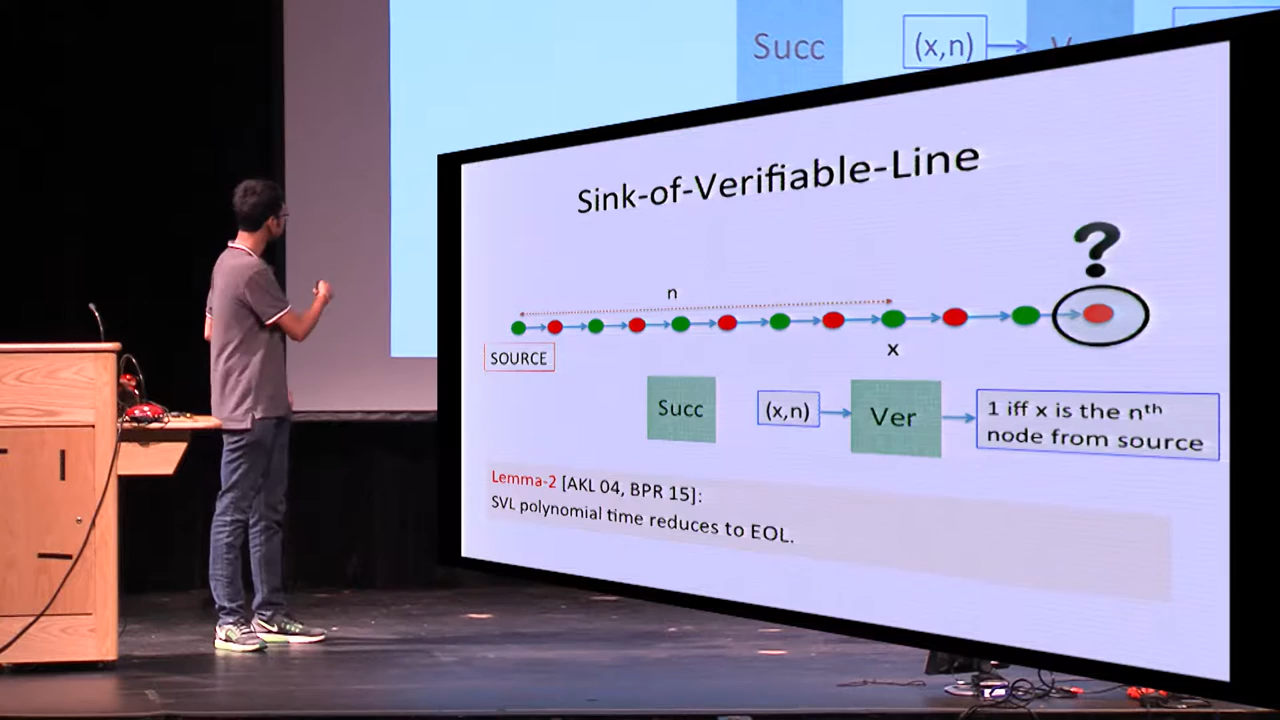 Succ
(x,n)
Sink-of-Verifiable-Line
?
n
SOURCE
x
Succ
(x,n)
Ver
1 iff x is the nth
node from source
Lemma-2 [AKL 04, BPR 15]:
SVL polynomial time reduces to EOL.